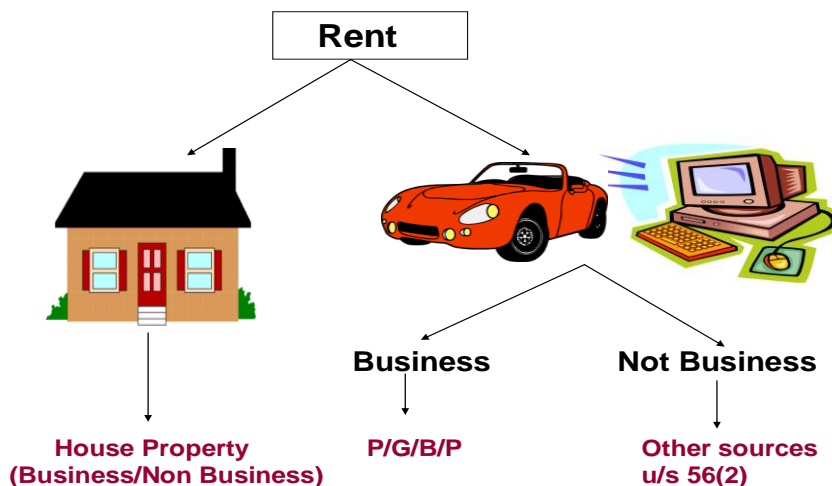 Rent
Business
Not Business
House Property
(Business/Non Business)
P/G/B/P
Other sources
u/s 56(2)